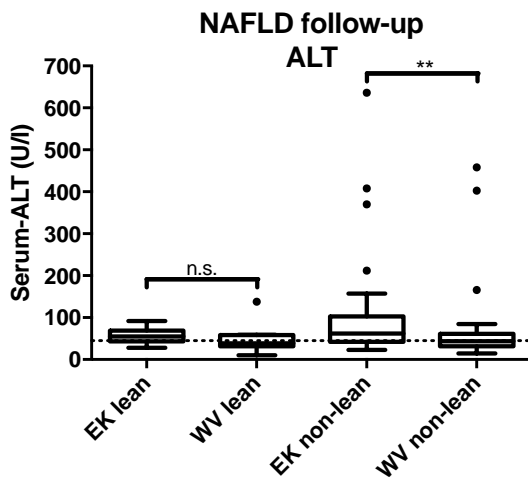 NAFLD follow-up
ALT
Serum-ALT (U/l)
700
600
500
400
300
200
100
0
n.s.
**
EK lean
WV lean
EK non-lean
WV non-lean